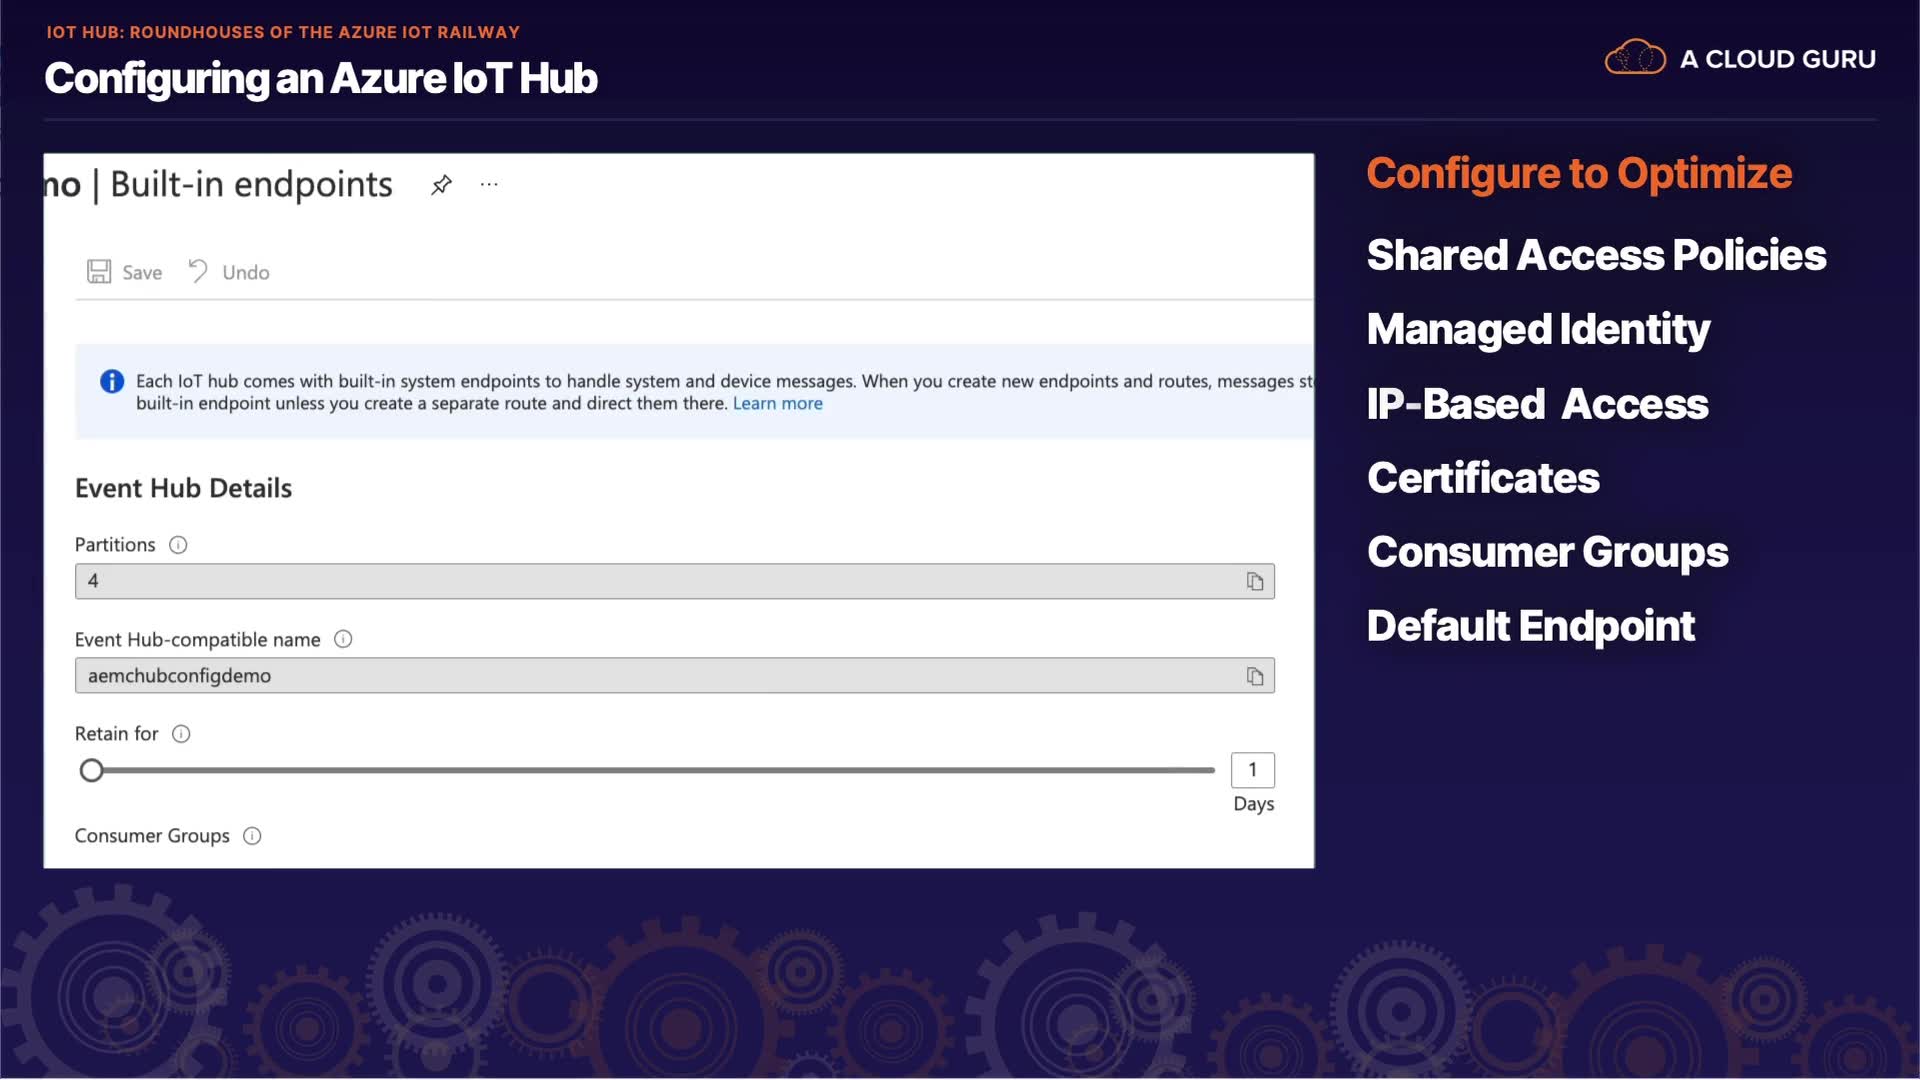 IOT HUB: ROUNDHOUSES OF THE AZURE IOT RAILWAY
Configuring an Azure IoT Hub
A CLOUD GURU
mo | Built-in endpoints
Save
Undo
Each IoT hub comes with built-in system endpoints to handle system and device messages. When you create new endpoints and routes, messages st
built-in endpoint unless you create a separate route and direct them there. Learn more
Event Hub Details
Partitions
4
Event Hub-compatible name
aemchubconfigdemo
Retain for
1
Days
Consumer Groups
Configure to Optimize
Shared Access Policies
Managed Identity
IP-Based Access
Certificates
Consumer Groups
Default Endpoint